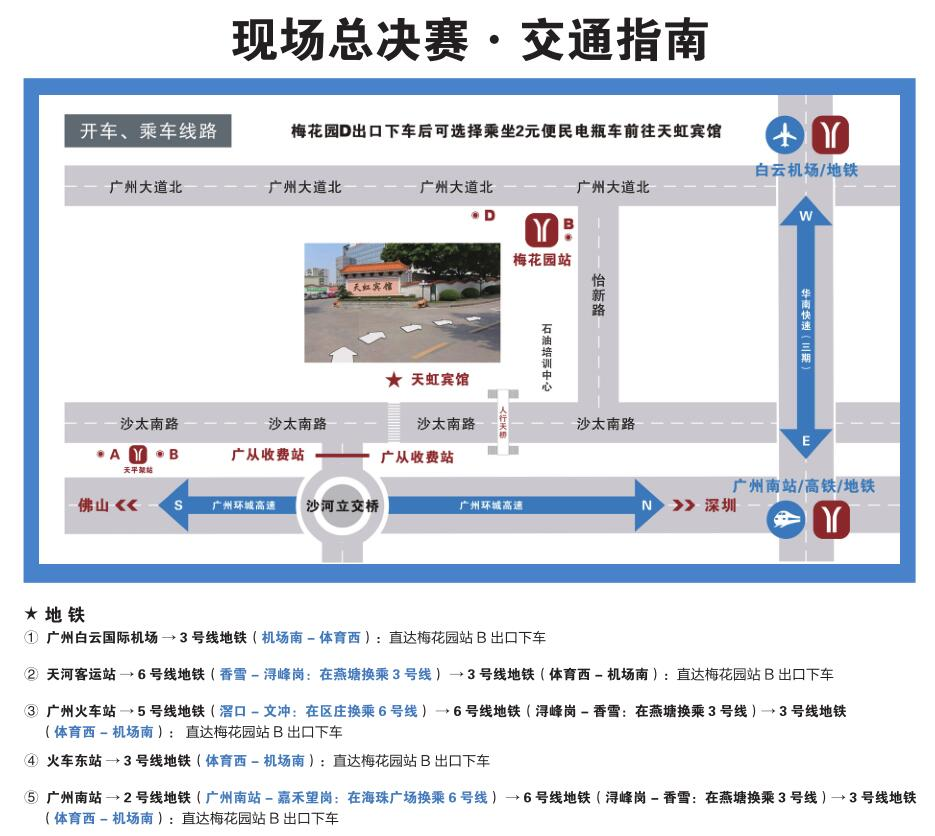 现场总决赛·交通指南
开车、乘车线路
梅花园D出口下车后可选择乘坐2元便民电瓶车前往天虹宾馆
白云机场/地铁
广州大道北 广州大道北 广州大道北 广州大道北
W
D
B
梅花园站
怡新路
华南快速（三期）
天虹宾馆
石油培训中心
天虹宾馆
人行天桥
沙太南路 沙太南路 沙太南路 沙太南路
E
A B
天平架站
广从收费站 广从收费站
广州南站/高铁/地铁
佛山 S 广州环城高速 沙河立交桥 广州环城高速 N 深圳
★ 地铁
① 广州白云国际机场→3号线地铁（机场南－体育西）：直达梅花园站B出口下车
② 天河客运站→6号线地铁（香雪－浔峰岗：在燕塘换乘3号线）→3号线地铁（体育西－机场南）：直达梅花园站B出口下车
③ 广州火车站→5号线地铁（滘口－文冲：在区庄换乘6号线）→6号线地铁（浔峰岗－香雪：在燕塘换乘3号线）→3号线地铁
（体育西－机场南）：直达梅花园站B出口下车
④ 火车东站→3号线地铁（体育西－机场南）：直达梅花园站B出口下车
⑤ 广州南站→2号线地铁（广州南站－嘉禾望岗：在海珠广场换乘6号线）→6号线地铁（浔峰岗－香雪：在燕塘换乘3号线）→3号线地铁
（体育西－机场南）：直达梅花园站B出口下车